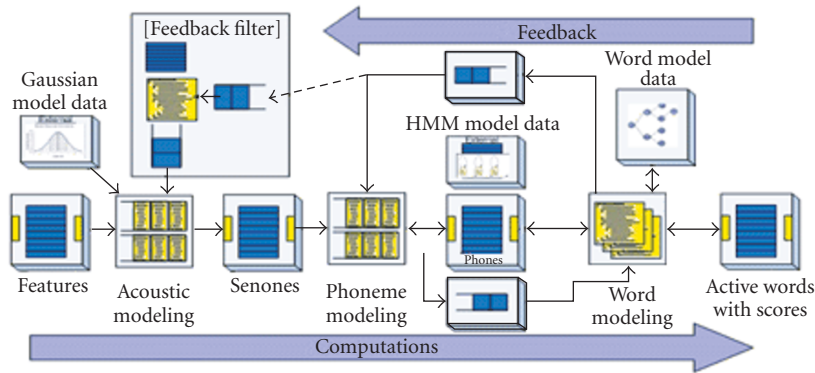 [Feedback filter]
Feedback
Word model
data
Gaussian
model data
HMM model data
Phones
Features
Acoustic
modeling
Senones
Phoneme
modeling
Word
modeling
Active words
with scores
Computations